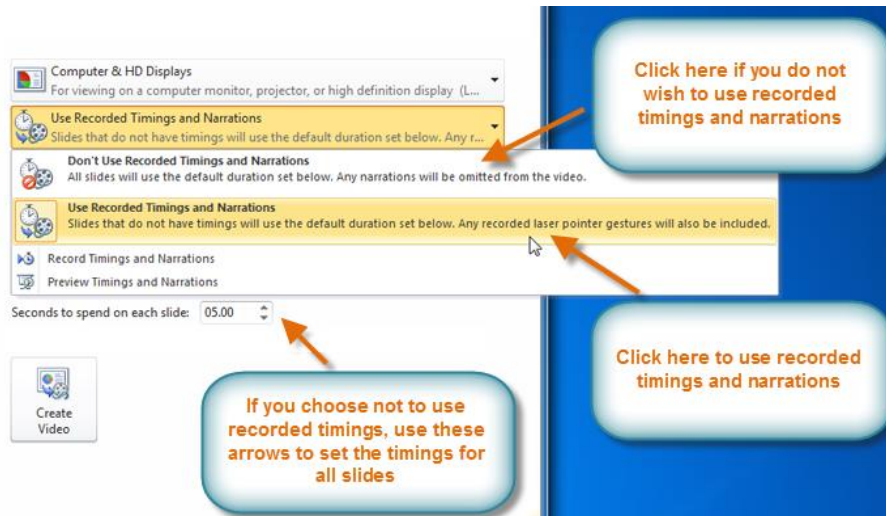 Computer & HD Displays
For viewing on a computer monitor, projector, or high definition display (L...
Use Recorded Timings and Narrations
Slides that do not have timings will use the default duration set below. Any r...
Don't Use Recorded Timings and Narrations
All slides will use the default duration set below. Any narrations will be omitted from the video.
Use Recorded Timings and Narrations
Slides that do not have timings will use the default duration set below. Any recorded laser pointer gestures will also be included.
Record Timings and Narrations
Preview Timings and Narrations
Seconds to spend on each slide: 05.00
Create
Video
Click here if you do not
wish to use recorded
timings and narrations
Click here to use recorded
timings and narrations
If you choose not to use
recorded timings, use these
arrows to set the timings for
all slides